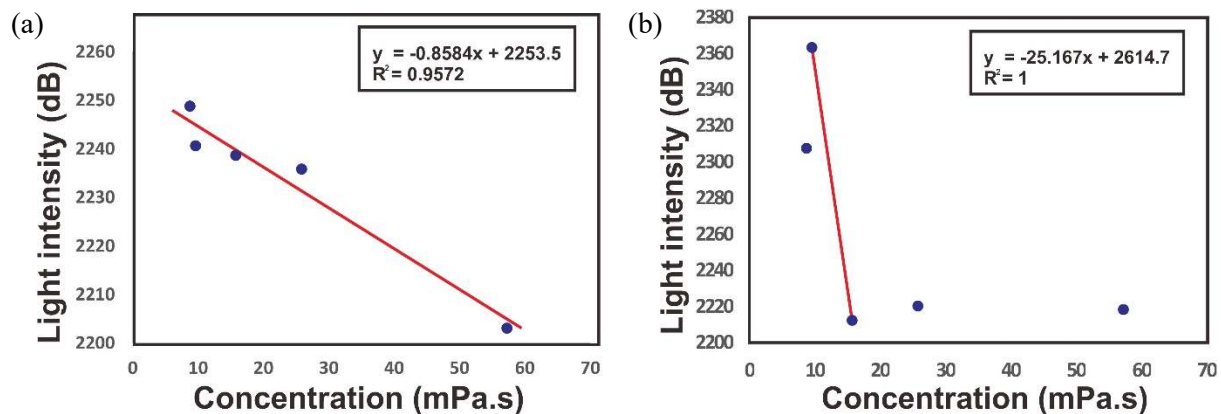 (a)
y = -0.8584x + 2253.5
R² = 0.9572
Light intensity (dB)
2260
2250
2240
2230
2220
2210
2200
0 10 20 30 40 50 60 70
Concentration (mPa.s)
(b)
y = -25.167x + 2614.7
R² = 1
Light intensity (dB)
2380
2360
2340
2320
2300
2280
2260
2240
2220
2200
0 10 20 30 40 50 60 70
Concentration (mPa.s)